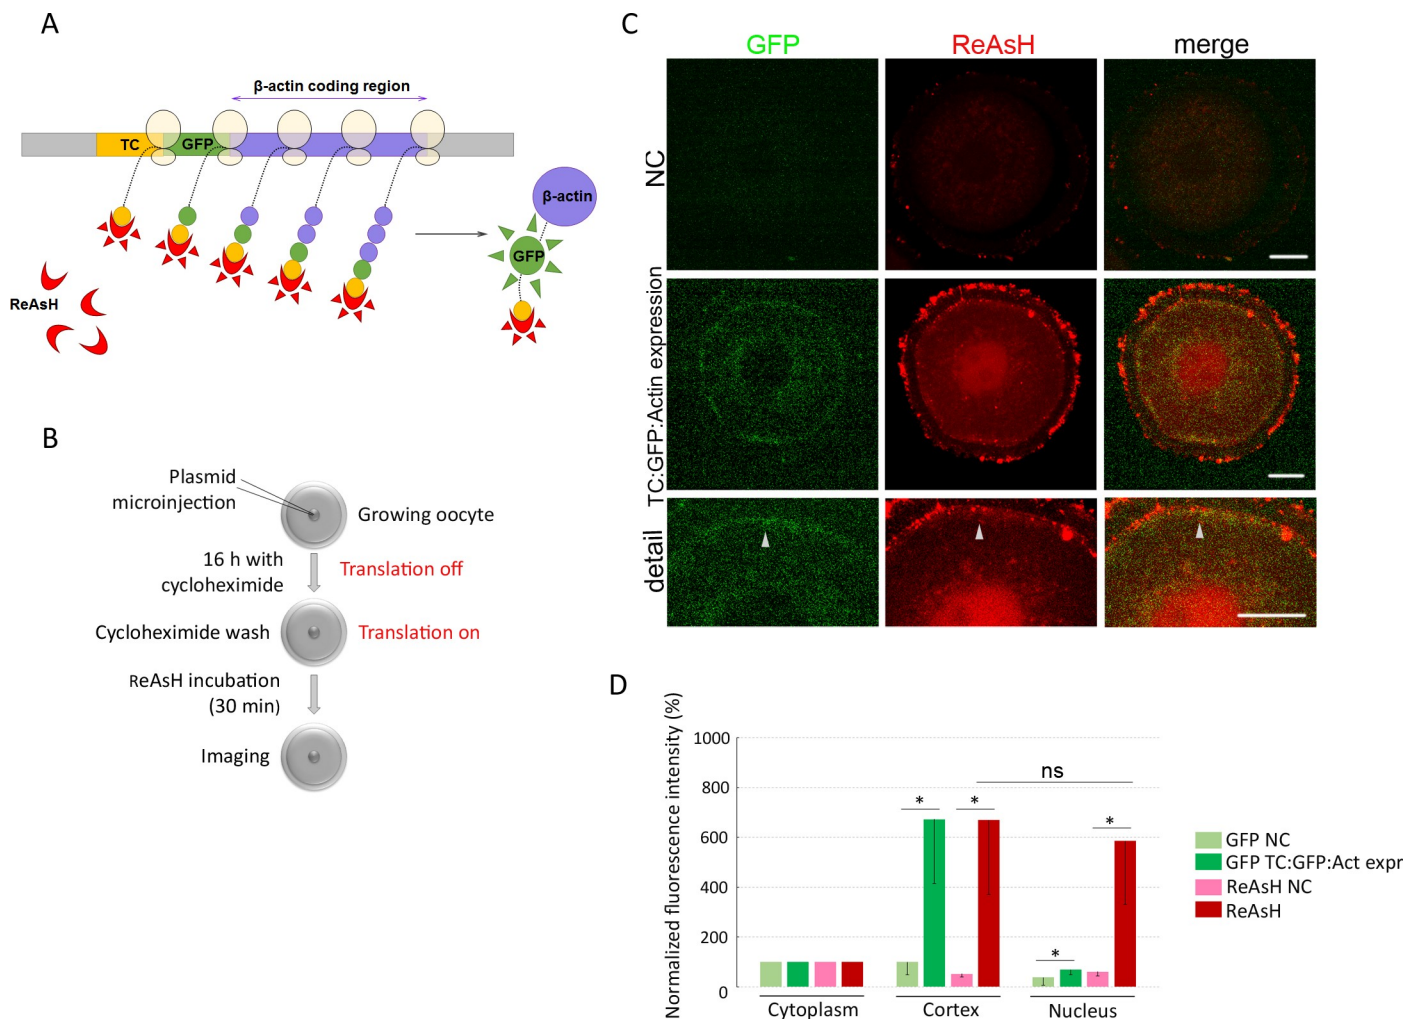 A
β-actin coding region
TC
GFP
β-actin
GFP
ReAsH
B
Plasmid
microinjection
Growing oocyte
16 h with
cycloheximide
Translation off
Cycloheximide wash
Translation on
ReAsH incubation
(30 min)
Imaging
C
GFP
ReAsH
merge
NC
TC:GFP:Actin expression
detail
D
Normalized fluorescence intensity (%)
1000
800
600
400
200
0
*
*
ns
*
*
Cytoplasm
Cortex
Nucleus
GFP NC
GFP TC:GFP:Act expr
ReAsH NC
ReAsH